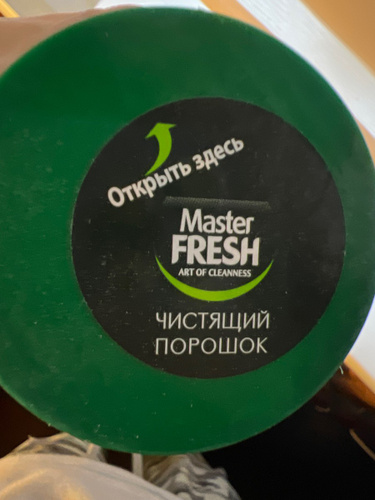 Открыть здесь
Master
FRESH
ART OF CLEANNESS
ЧИСТЯЩИЙ
ПОРОШОК